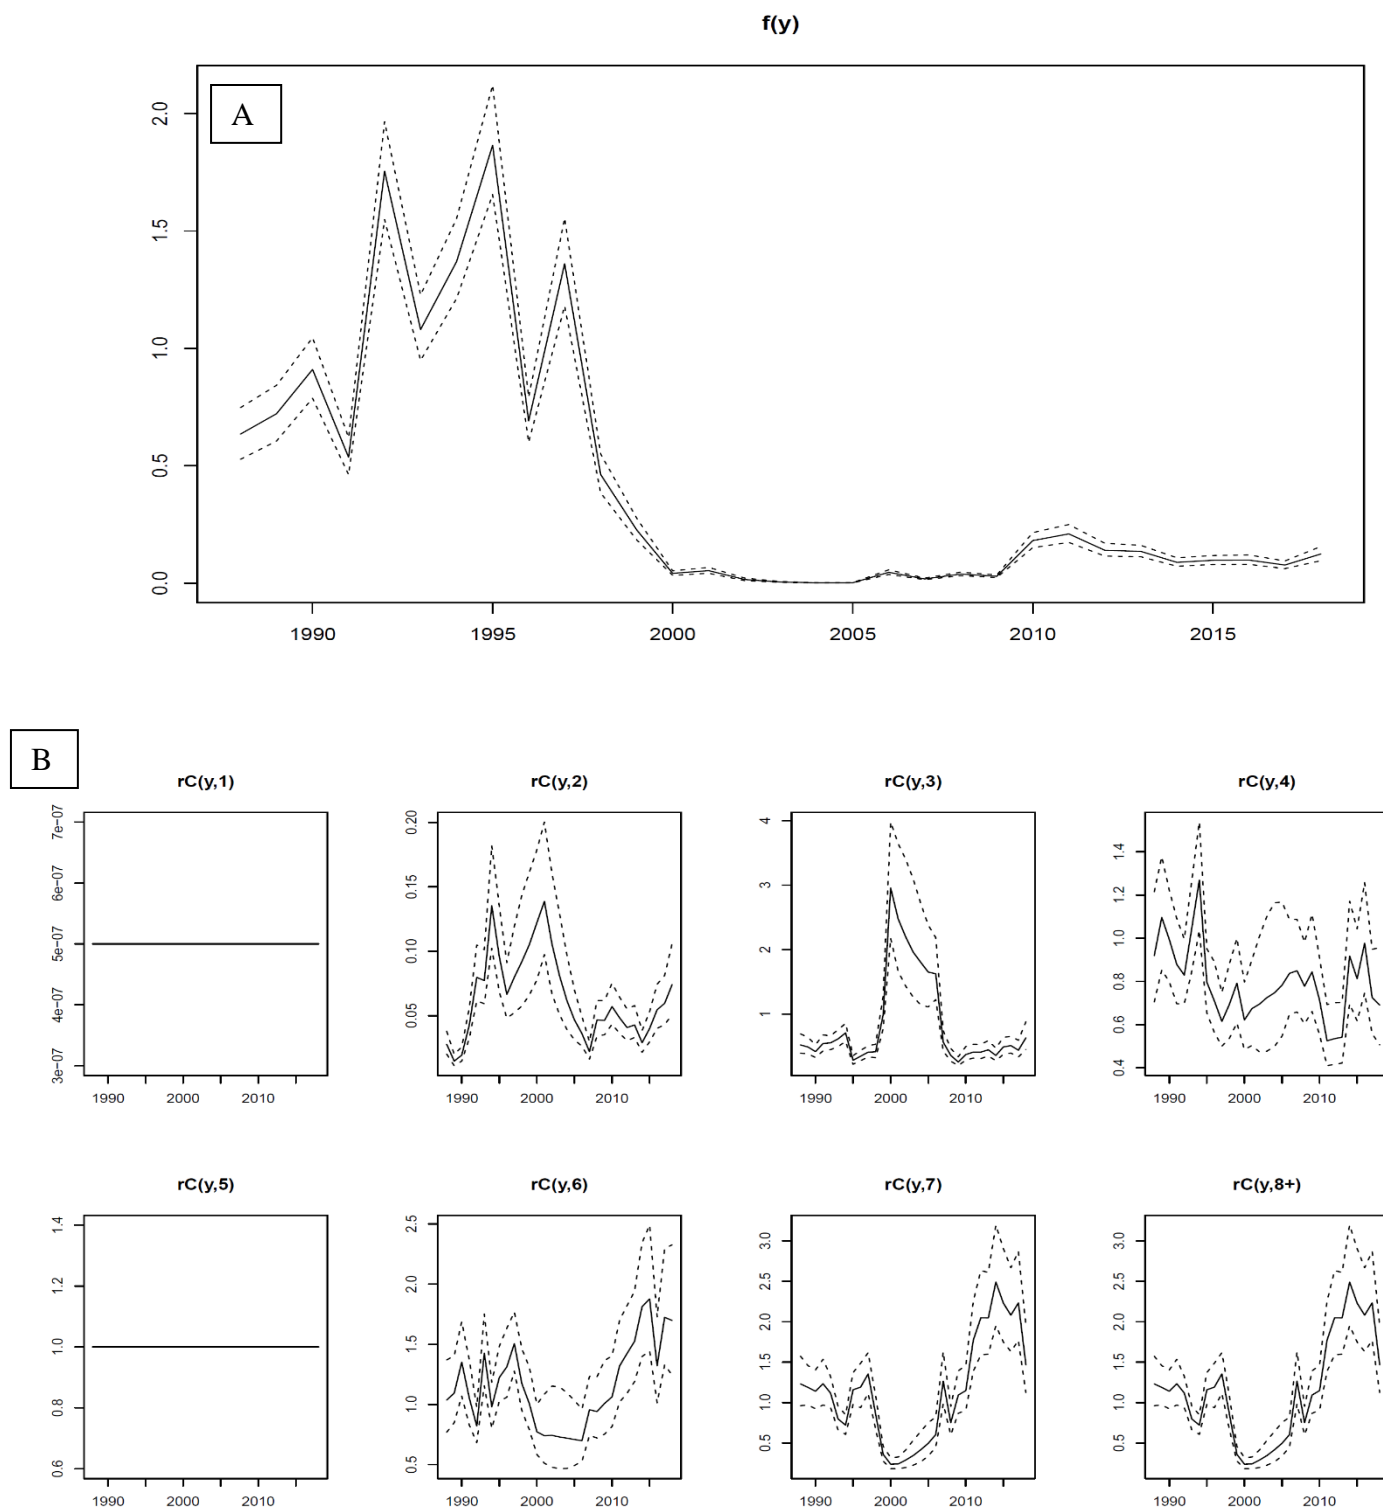 f(y)
A
2.0
1.5
1.0
0.5
0.0
1990 1995 2000 2005 2010 2015
B
rC(y,1) rC(y,2) rC(y,3) rC(y,4)
7e-07
6e-07
5e-07
4e-07
3e-07
1990 2000 2010
0.20
0.15
0.10
0.05
1990 2000 2010
4
3
2
1
1990 2000 2010
1.4
1.2
1.0
0.8
0.6
0.4
1990 2000 2010
rC(y,5) rC(y,6) rC(y,7) rC(y,8+)
1.4
1.2
1.0
0.8
0.6
1990 2000 2010
2.5
2.0
1.5
1.0
0.5
1990 2000 2010
3.0
2.5
2.0
1.5
1.0
0.5
1990 2000 2010
3.0
2.5
2.0
1.5
1.0
0.5
1990 2000 2010